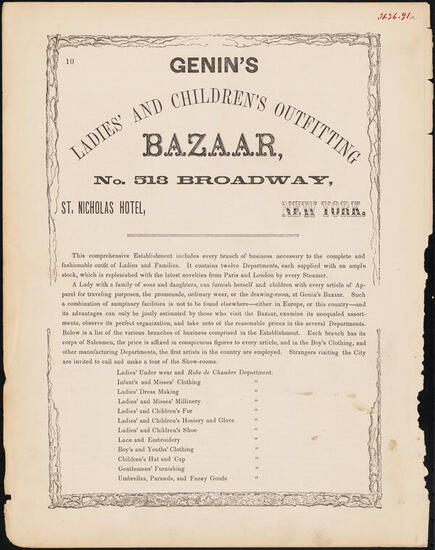 3136.91a
10
GENIN'S
LADIES' AND CHILDREN'S OUTFITTING
BAZAAR,
No. 513 BROADWAY,
ST. NICHOLAS HOTEL, NEW YORK.
This comprehensive Establishment includes every branch of business necessary to the complete and
fashionable outfit of Ladies and Families. It contains twelve Departments, each supplied with an ample
stock, which is replenished with the latest novelties from Paris and London by every Steamer.
A Lady with a family of sons and daughters, can furnish herself and children with every article of Ap-
parel for traveling purposes, the promenade, ordinary wear, or the drawing-room, at Genin's Bazaar. Such
a combination of sumptuary facilities is not to be found elsewhere—either in Europe, or this country—and
its advantages can only be justly estimated by those who visit the Bazaar, examine its unequaled assort-
ments, observe its perfect organization, and take note of the reasonable prices in the several Departments.
Below is a list of the various branches of business comprised in the Establishment. Each branch has its
corps of Salesmen, the price is affixed in conspicuous figures to every article, and in the Boy's Clothing, and
other manufacturing Departments, the first artists in the country are employed. Strangers visiting the City
are invited to call and make a tour of the Show-rooms.
Ladies' Under wear and Robe de Chambre Department.
Infant's and Misses' Clothing "
Ladies' Dress Making "
Ladies' and Misses' Millinery "
Ladies' and Children's Fur "
Ladies' and Children's Hosiery and Glove "
Ladies' and Children's Shoe "
Lace and Embroidery "
Boy's and Youths' Clothing "
Children's Hat and Cap "
Gentlemens' Furnishing "
Umbrellas, Parasols, and Fancy Goods "